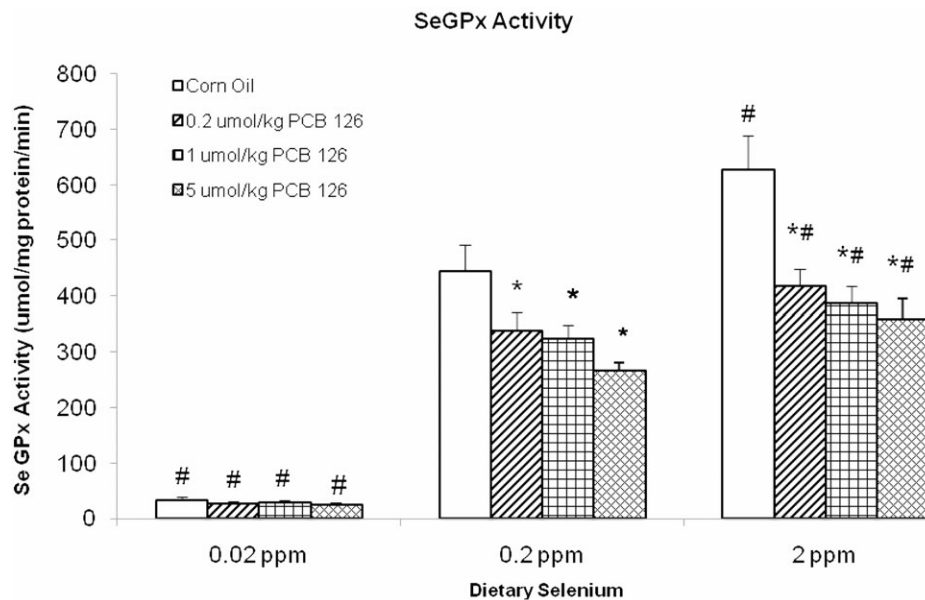 SeGPx Activity
Se GPx Activity (umol/mg protein/min)
800
700
600
500
400
300
200
100
0
Corn Oil
0.2 umol/kg PCB 126
1 umol/kg PCB 126
5 umol/kg PCB 126
# # # #
* * *
# *# *# *#
0.02 ppm 0.2 ppm 2 ppm
Dietary Selenium